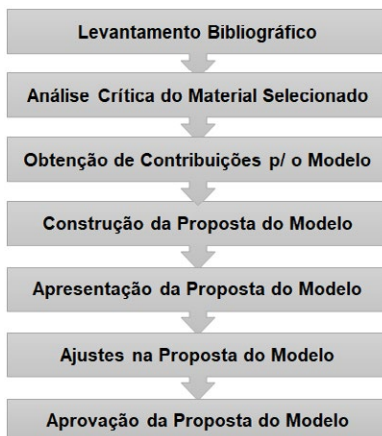 Levantamento Bibliográfico
Análise Crítica do Material Selecionado
Obtenção de Contribuições p/ o Modelo
Construção da Proposta do Modelo
Apresentação da Proposta do Modelo
Ajustes na Proposta do Modelo
Aprovação da Proposta do Modelo